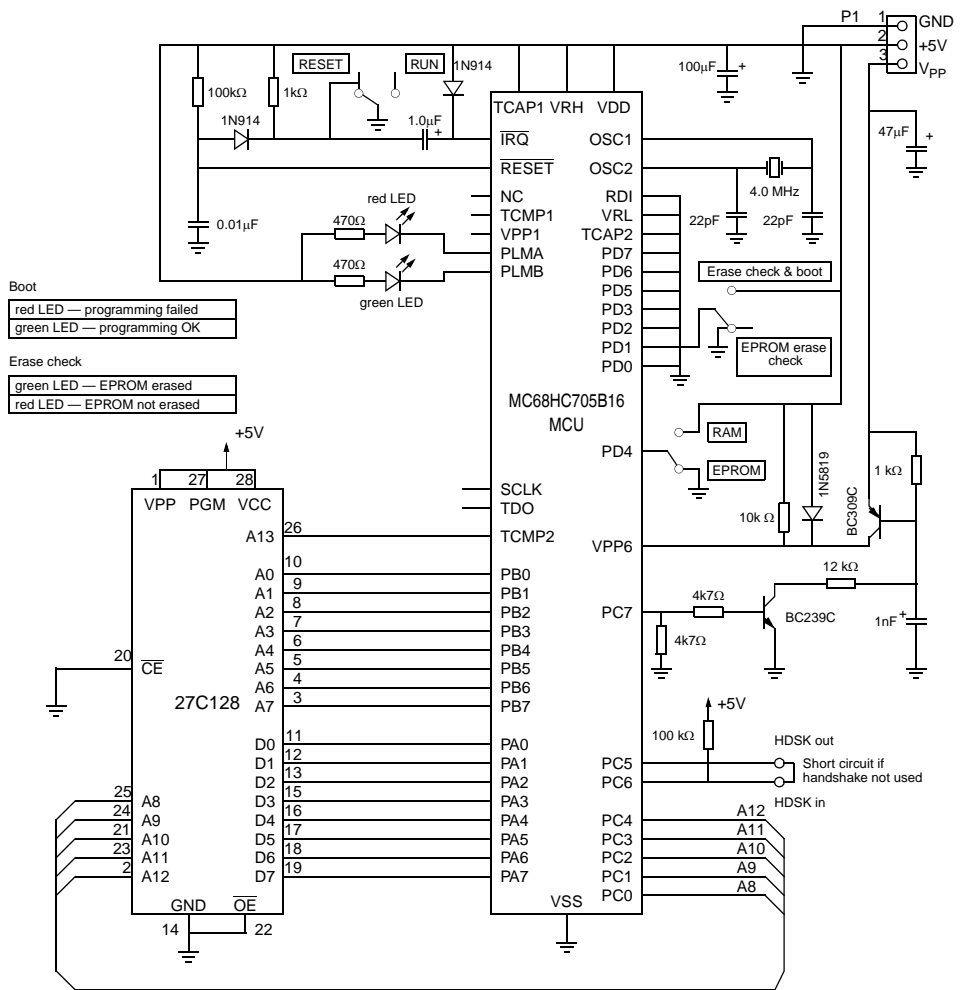 P1 1 GND
2 +5V
3 VPP
RESET RUN 1N914
100kΩ 1kΩ
1N914 1.0µF +
100µF +
47µF +
TCAP1 VRH VDD
IRQ OSC1
RESET OSC2
4.0 MHz
NC RDI
TCMP1 VRL
VPP1 TCAP2
PLMA PD7
PLMB PD6
PD5
PD3
PD2
PD1
PD0
22pF 22pF
0.01µF
red LED
470Ω
470Ω
green LED
Erase check & boot
EPROM erase
check
Boot
red LED — programming failed
green LED — programming OK
Erase check
green LED — EPROM erased
red LED — EPROM not erased
MC68HC705B16
MCU
PD4
RAM
EPROM
1 kΩ
10k Ω
1N5819
BC309C
+5V
1 27 28
VPP PGM VCC
SCLK
TDO
A13 26 TCMP2
VPP6
A0 10 PB0
A1 9 PB1
A2 8 PB2
A3 7 PB3
A4 6 PB4
A5 5 PB5
A6 4 PB6
A7 3 PB7
12 kΩ
PC7
4k7Ω
4k7Ω
BC239C
1nF +
20 CE
27C128
+5V
100 kΩ
D0 11 PA0
D1 12 PA1
D2 13 PA2
D3 15 PA3
D4 16 PA4
D5 17 PA5
D6 18 PA6
D7 19 PA7
HDSK out
PC5
PC6
Short circuit if
handshake not used
HDSK in
25 A8
24 A9
21 A10
23 A11
2 A12
PC4 A12
PC3 A11
PC2 A10
PC1 A9
PC0 A8
GND OE
14 22
VSS